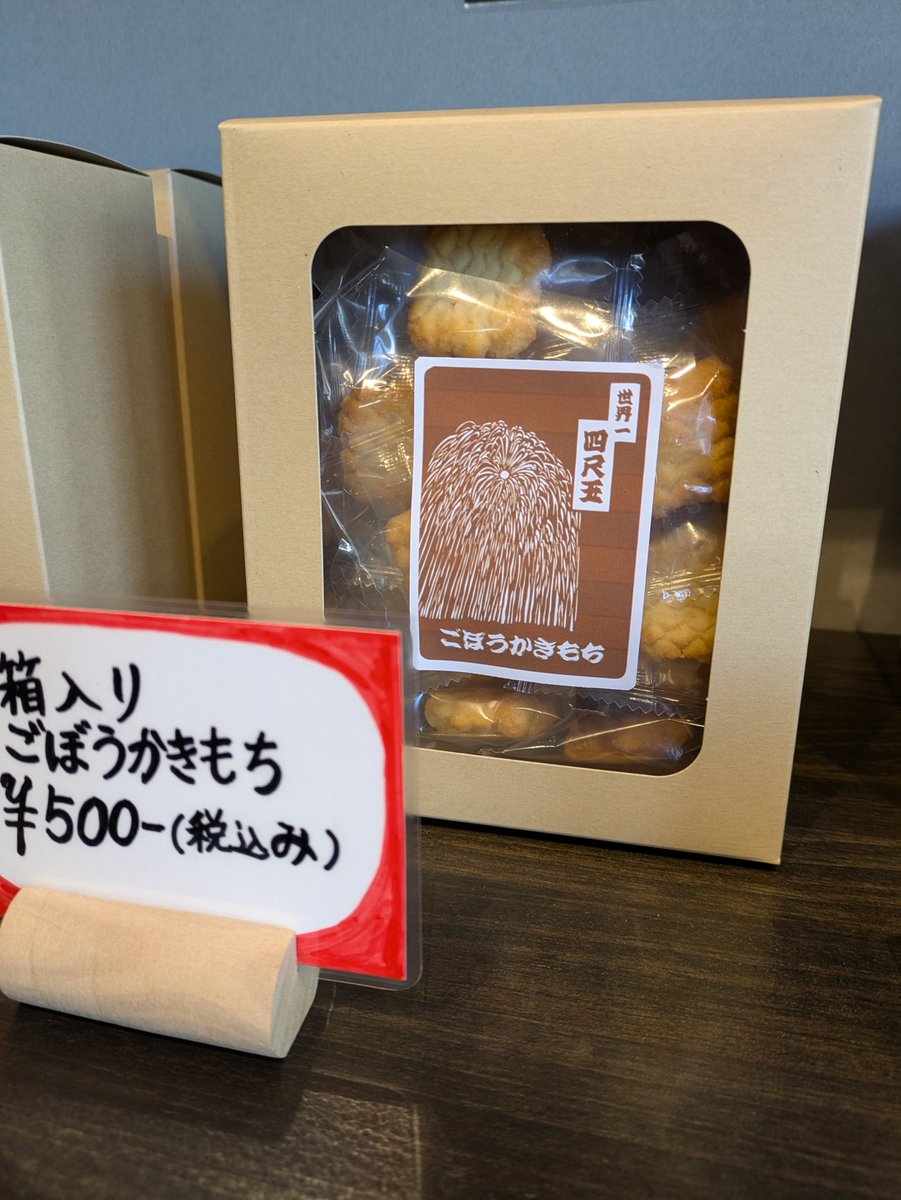 世界一
四尺玉
ごぼうかきもち
箱入り
ごぼうかきもち
¥500-(税込み)